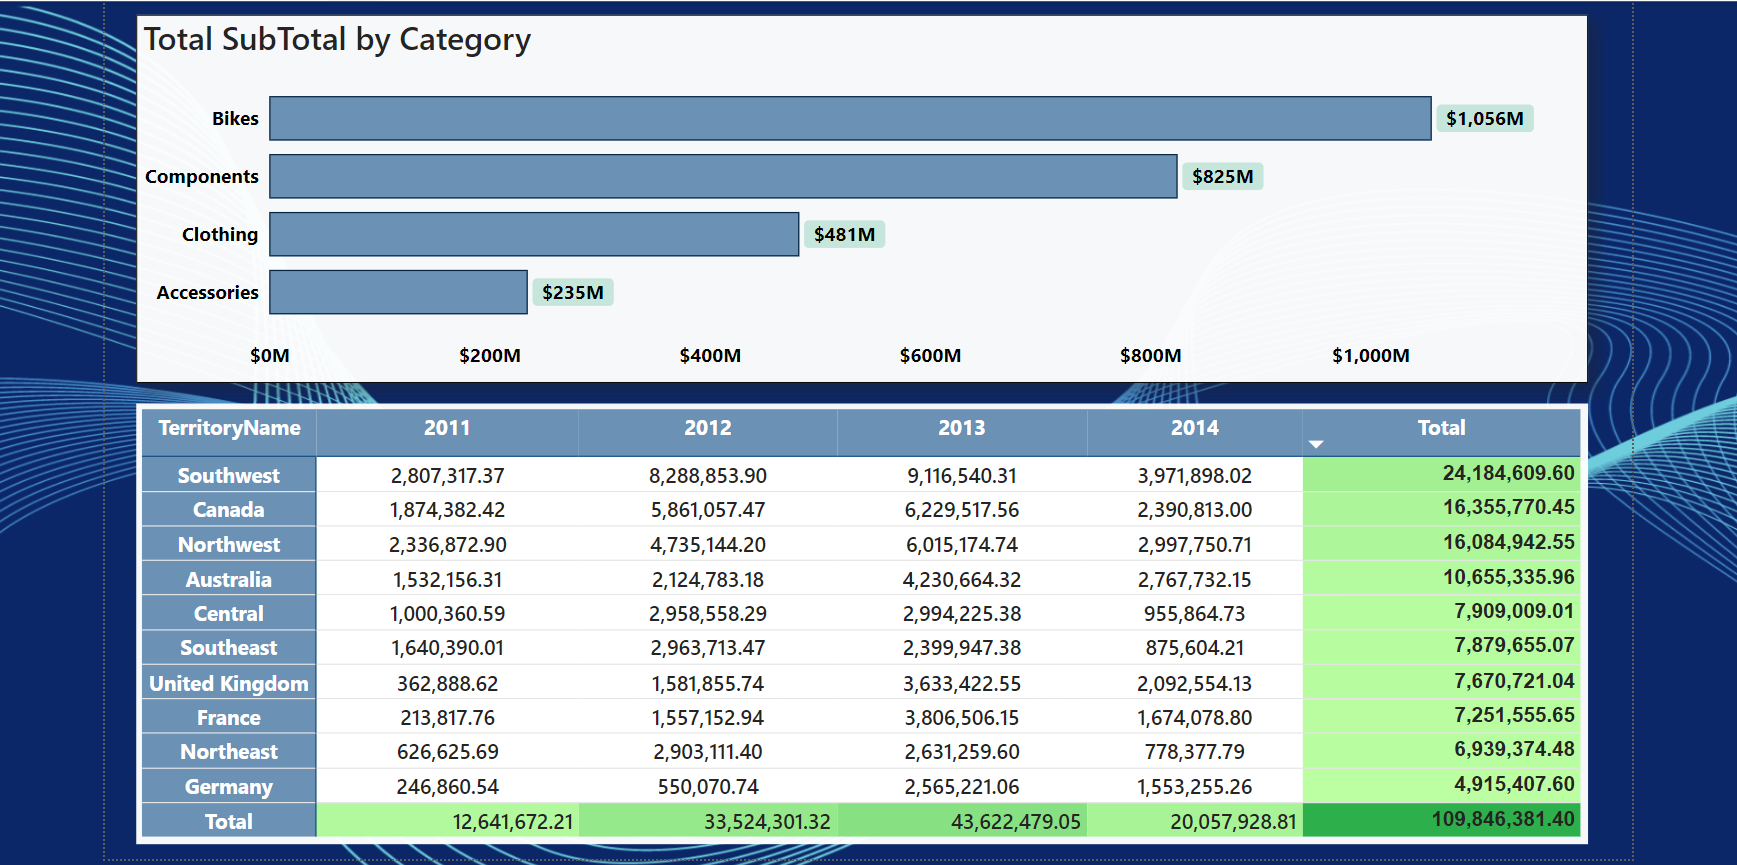 Total SubTotal by Category
Bikes $1,056M
Components $825M
Clothing $481M
Accessories $235M
$0M $200M $400M $600M $800M $1,000M
TerritoryName 2011 2012 2013 2014 Total
Southwest 2,807,317.37 8,288,853.90 9,116,540.31 3,971,898.02 24,184,609.60
Canada 1,874,382.42 5,861,057.47 6,229,517.56 2,390,813.00 16,355,770.45
Northwest 2,336,872.90 4,735,144.20 6,015,174.74 2,997,750.71 16,084,942.55
Australia 1,532,156.31 2,124,783.18 4,230,664.32 2,767,732.15 10,655,335.96
Central 1,000,360.59 2,958,558.29 2,994,225.38 955,864.73 7,909,009.01
Southeast 1,640,390.01 2,963,713.47 2,399,947.38 875,604.21 7,879,655.07
United Kingdom 362,888.62 1,581,855.74 3,633,422.55 2,092,554.13 7,670,721.04
France 213,817.76 1,557,152.94 3,806,506.15 1,674,078.80 7,251,555.65
Northeast 626,625.69 2,903,111.40 2,631,259.60 778,377.79 6,939,374.48
Germany 246,860.54 550,070.74 2,565,221.06 1,553,255.26 4,915,407.60
Total 12,641,672.21 33,524,301.32 43,622,479.05 20,057,928.81 109,846,381.40